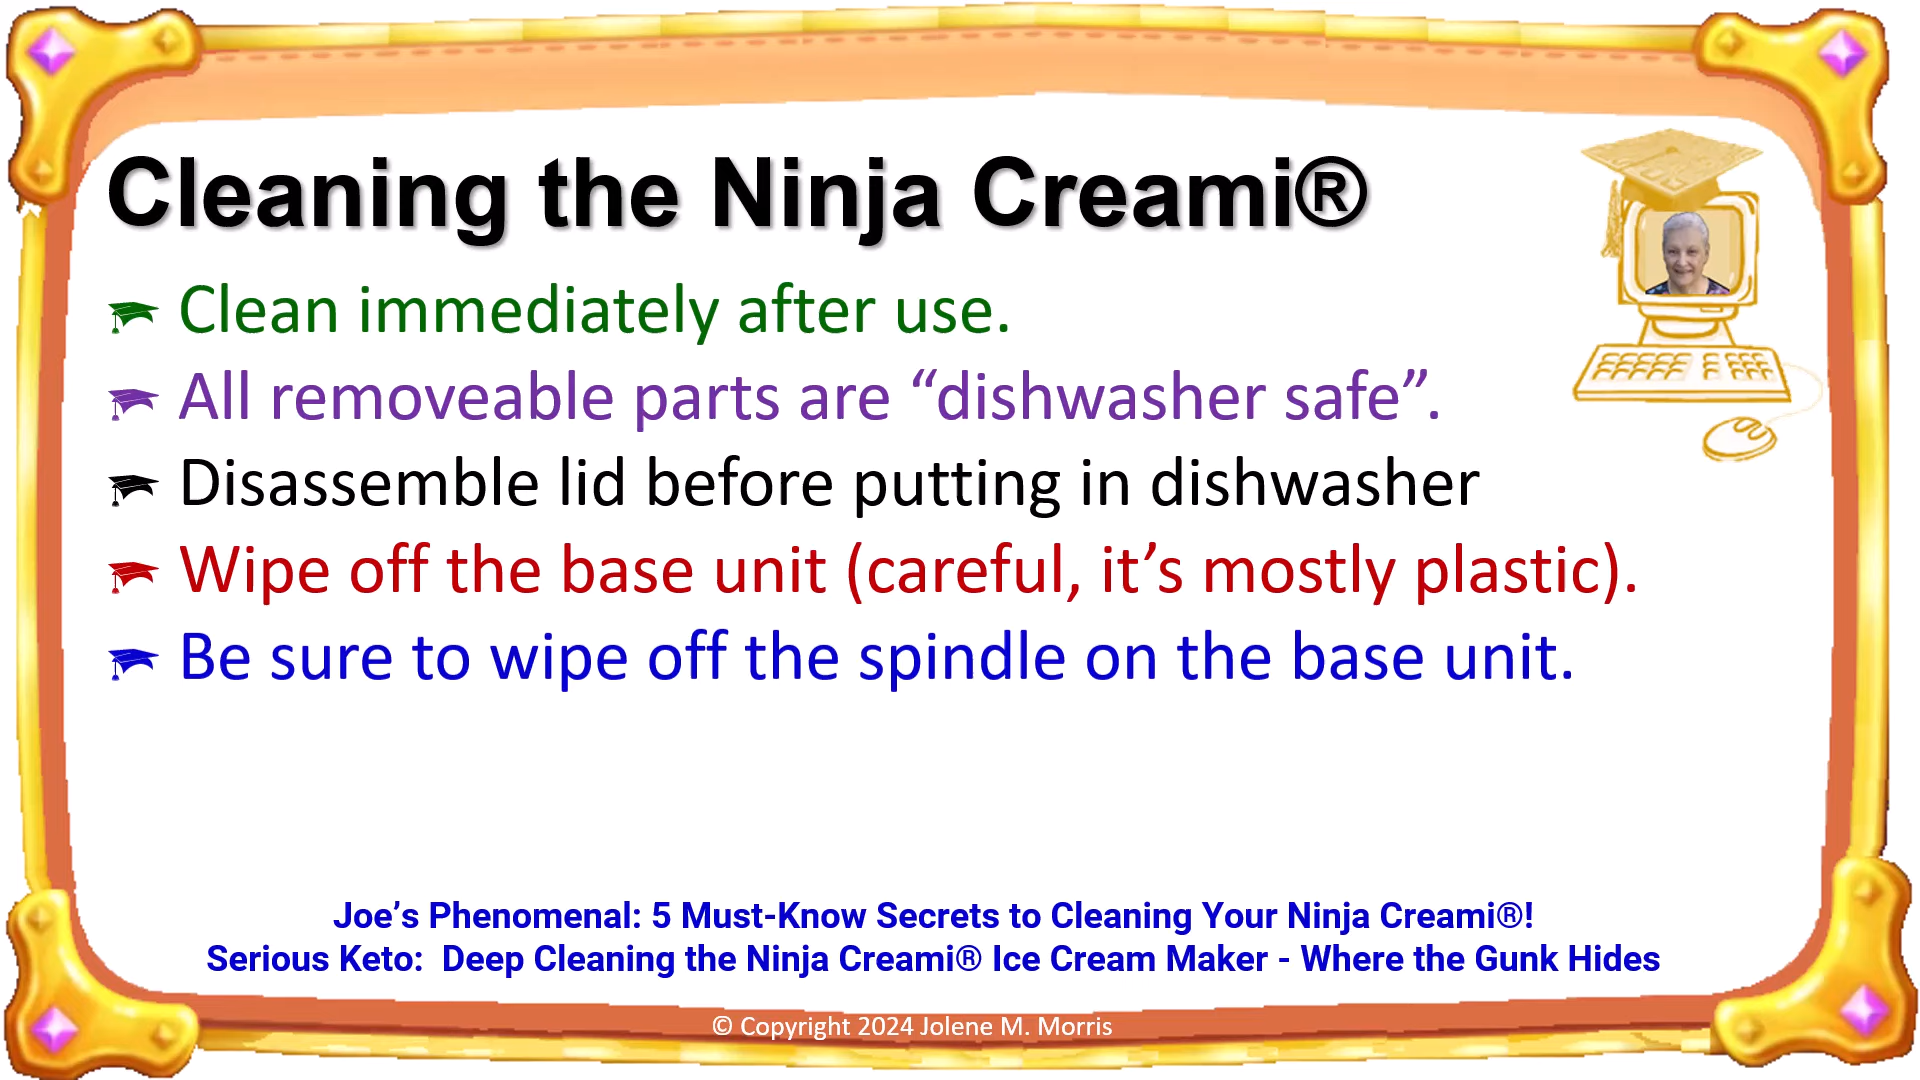 Cleaning the Ninja Creami®
Clean immediately after use.
All removeable parts are “dishwasher safe”.
Disassemble lid before putting in dishwasher
Wipe off the base unit (careful, it’s mostly plastic).
Be sure to wipe off the spindle on the base unit.
Joe’s Phenomenal: 5 Must-Know Secrets to Cleaning Your Ninja Creami®!
Serious Keto:  Deep Cleaning the Ninja Creami® Ice Cream Maker - Where the Gunk Hides
© Copyright 2024 Jolene M. Morris